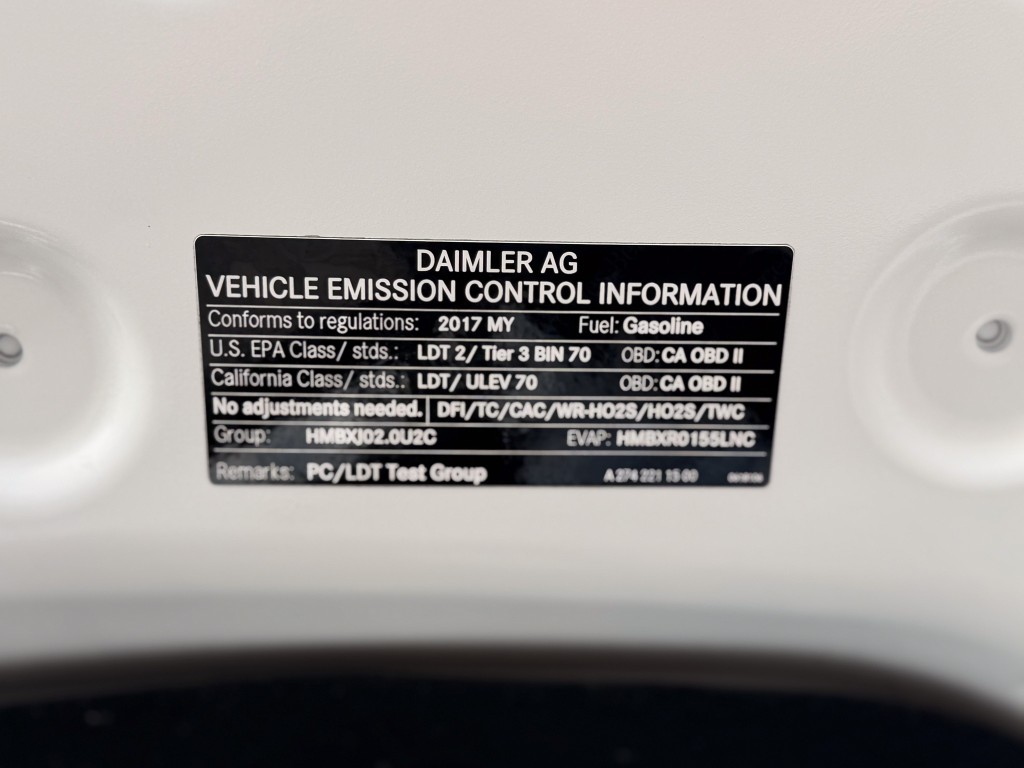 DAIMLER AG
VEHICLE EMISSION CONTROL INFORMATION
Conforms to regulations: 2017 MY Fuel: Gasoline
U.S. EPA Class/ stds.: LDT 2/ Tier 3 BIN 70 OBD: CA OBD II
California Class/ stds.: LDT/ ULEV 70 OBD: CA OBD II
No adjustments needed. DFI/TC/CAC/WR-HO2S/HO2S/TWC
Group: HMBXJ02.0U2C EVAP: HMBXR0155LNC
Remarks: PC/LDT Test Group A 274 221 15 00